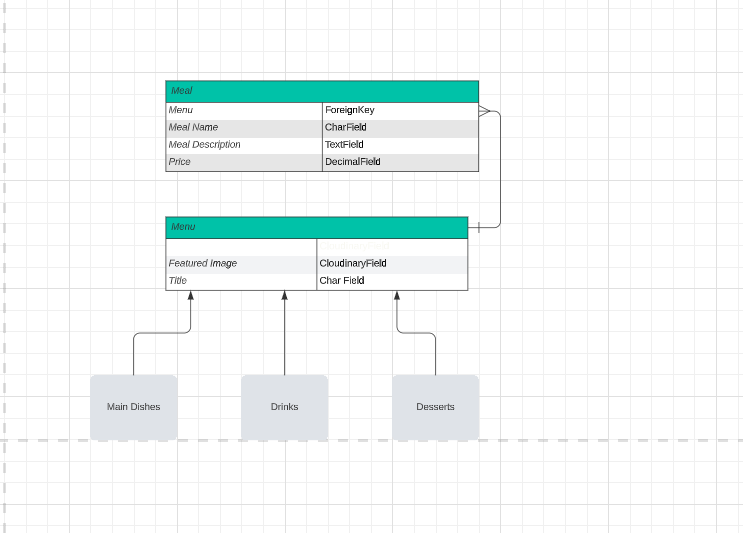 Meal
Menu ForeignKey
Meal Name CharField
Meal Description TextField
Price DecimalField
Menu
Featured Image CloudinaryField
Title Char Field
Main Dishes Drinks Desserts